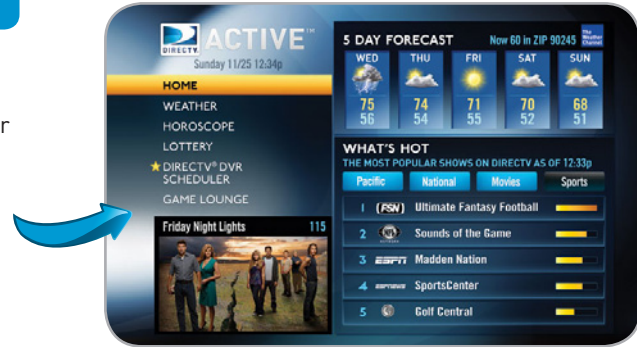 r
DIRECTV
ACTIVE™
Sunday 11/25 12:34p
HOME
WEATHER
HOROSCOPE
LOTTERY
DIRECTV® DVR
SCHEDULER
GAME LOUNGE
Friday Night Lights 115
5 DAY FORECAST Now 60 in ZIP 90245
The
Weather
Channel
WED THU FRI SAT SUN
75 74 71 70 68
56 54 55 52 51
WHAT'S HOT
THE MOST POPULAR SHOWS ON DIRECTV AS OF 12:33p
Pacific National Movies Sports
1 FSN Ultimate Fantasy Football
2 Sounds of the Game
3 ESPN Madden Nation
4 ESPNEWS SportsCenter
5 Golf Central